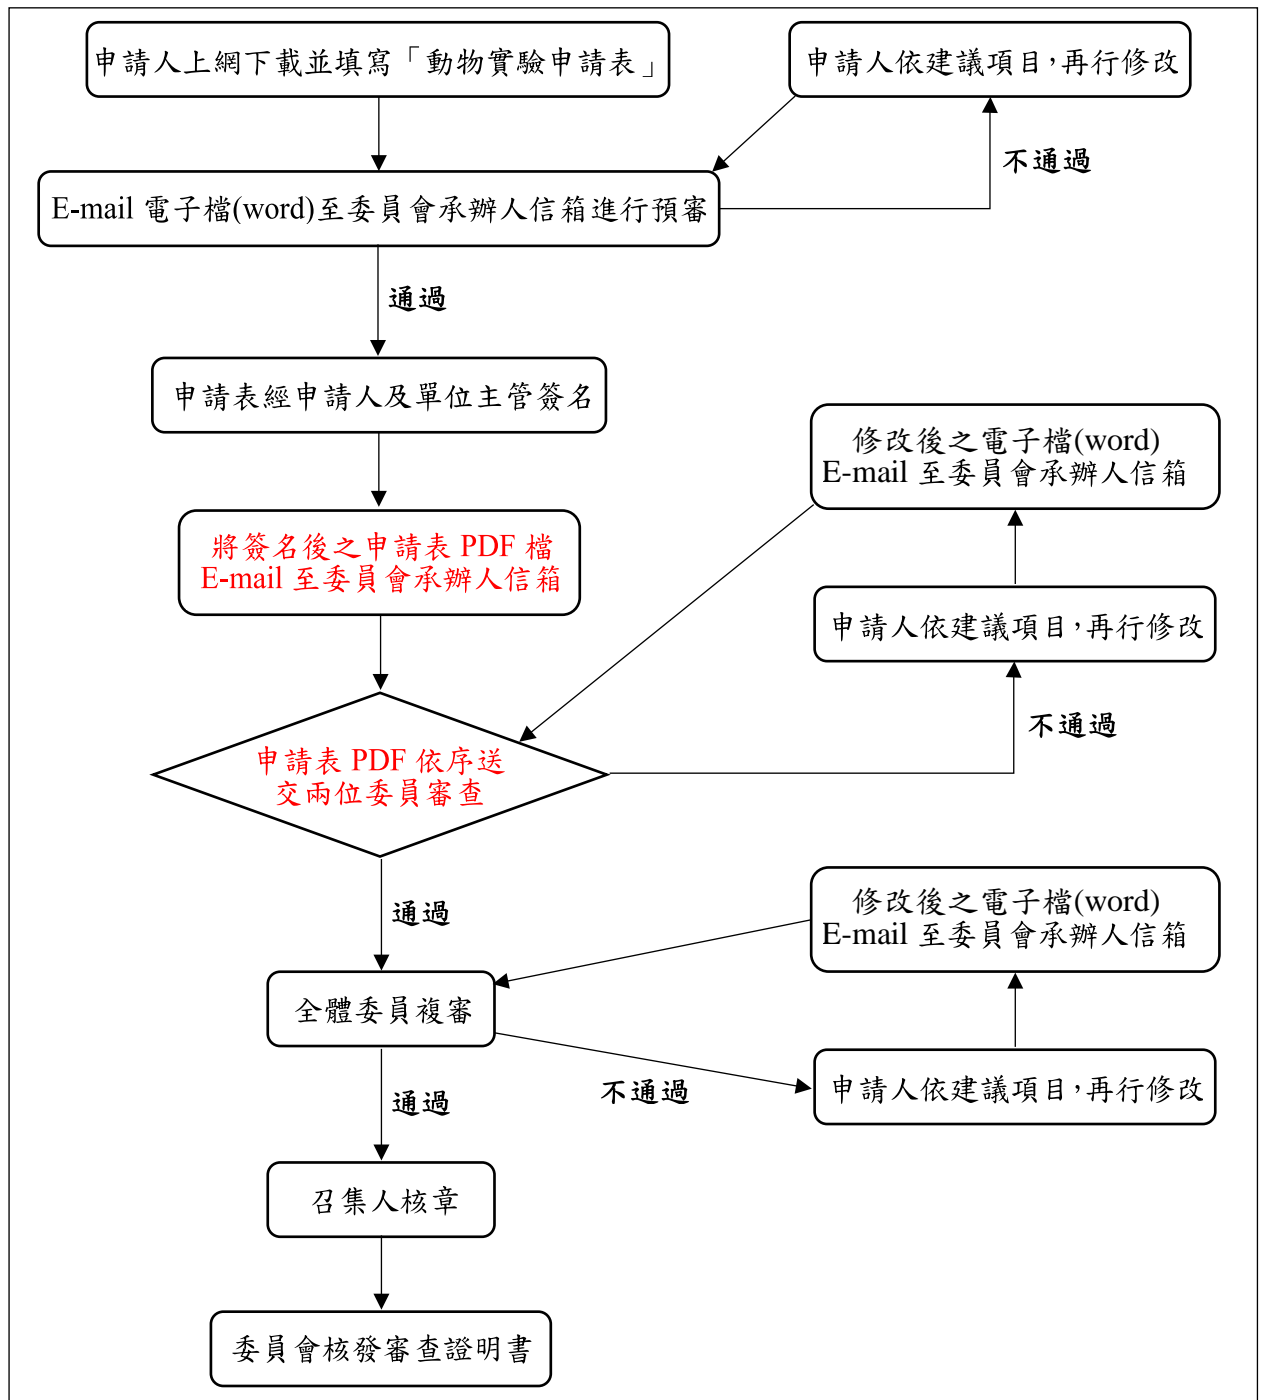 申請人上網下載並填寫「動物實驗申請表」
申請人依建議項目，再行修改
不通過
E-mail 電子檔(word)至委員會承辦人信箱進行預審
通過
申請表經申請人及單位主管簽名
修改後之電子檔(word)
E-mail 至委員會承辦人信箱
將簽名後之申請表 PDF 檔
E-mail 至委員會承辦人信箱
申請人依建議項目，再行修改
不通過
申請表 PDF 依序送
交兩位委員審查
通過
修改後之電子檔(word)
E-mail 至委員會承辦人信箱
全體委員複審
不通過
申請人依建議項目，再行修改
通過
召集人核章
委員會核發審查證明書